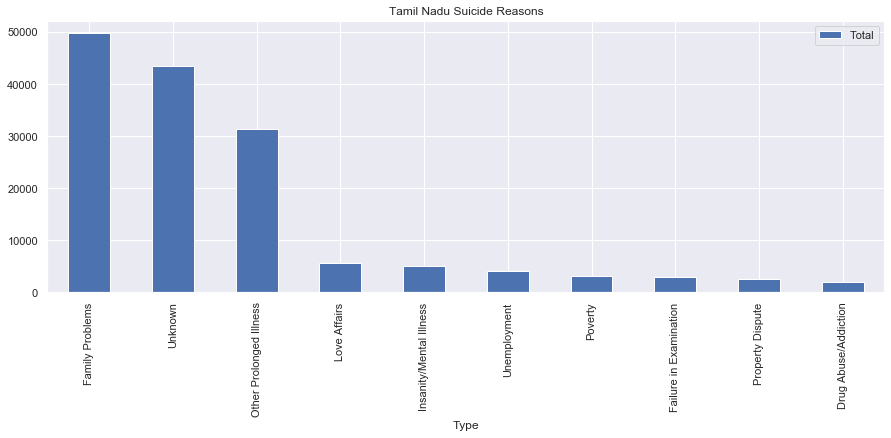 Tamil Nadu Suicide Reasons
Total
50000
40000
30000
20000
10000
0
Family Problems
Unknown
Other Prolonged Illness
Love Affairs
Insanity/Mental Illness
Unemployment
Poverty
Failure in Examination
Property Dispute
Drug Abuse/Addiction
Type